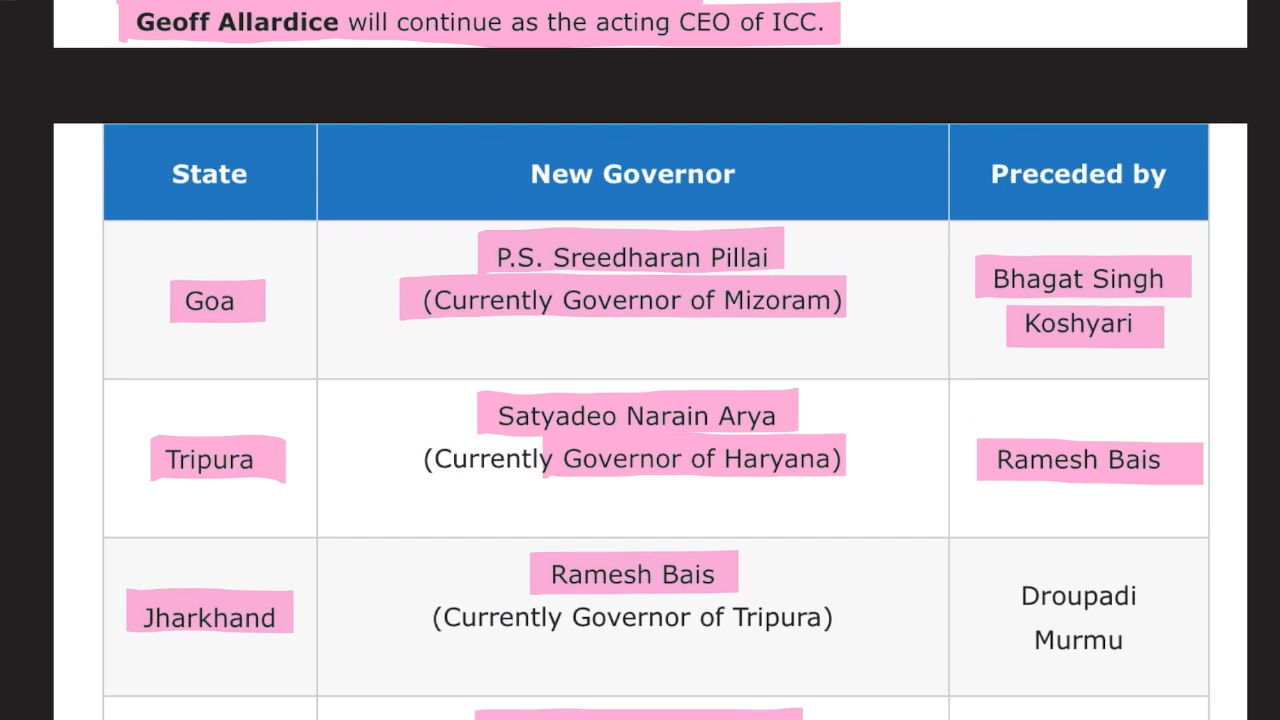 Geoff Allardice will continue as the acting CEO of ICC.
State
New Governor
Preceded by
Goa
P.S. Sreedharan Pillai
(Currently Governor of Mizoram)
Bhagat Singh
Koshyari
Tripura
Satyadeo Narain Arya
(Currently Governor of Haryana)
Ramesh Bais
Jharkhand
Ramesh Bais
(Currently Governor of Tripura)
Droupadi
Murmu